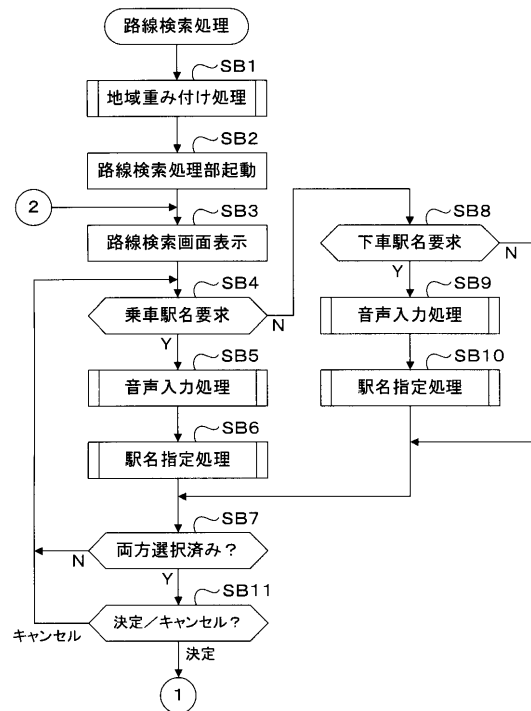 路線検索処理
SB1
地域重み付け処理
SB2
路線検索処理部起動
2
SB3
路線検索画面表示
SB4
乗車駅名要求
Y
N
SB5
音声入力処理
SB6
駅名指定処理
SB8
下車駅名要求
Y
N
SB9
音声入力処理
SB10
駅名指定処理
SB7
両方選択済み？
N
Y
SB11
決定／キャンセル？
キャンセル
決定
1